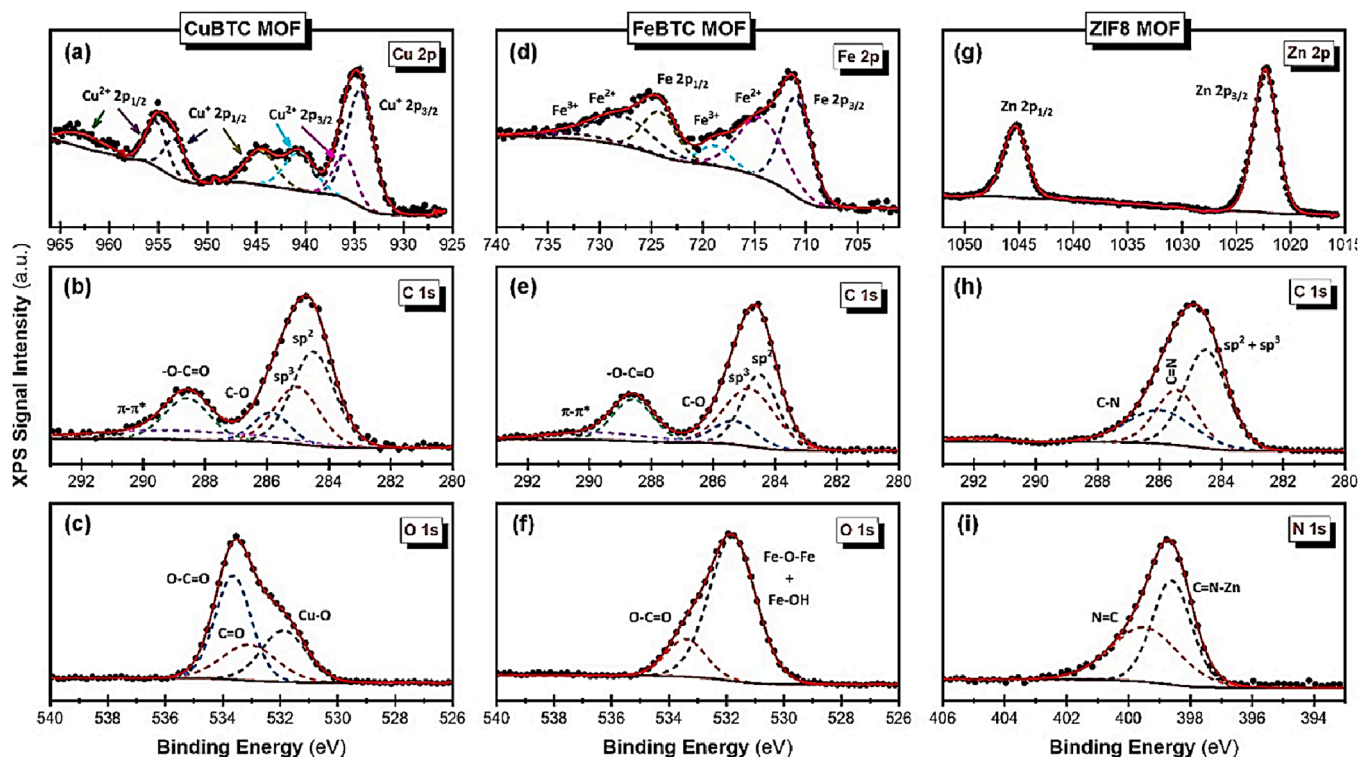 CuBTC MOF
FeBTC MOF
ZIF8 MOF
XPS Signal Intensity (a.u.)
(a)
Cu 2p
Cu²⁺ 2p₁/₂
Cu⁺ 2p₁/₂
Cu²⁺ 2p₃/₂
Cu⁺ 2p₃/₂
965 960 955 950 945 940 935 930 925
(d)
Fe 2p
Fe³⁺
Fe²⁺
Fe 2p₁/₂
Fe³⁺
Fe²⁺
Fe 2p₃/₂
740 735 730 725 720 715 710 705
(g)
Zn 2p
Zn 2p₁/₂
Zn 2p₃/₂
1050 1045 1040 1035 1030 1025 1020 1015
(b)
C 1s
π-π*
-O-C=O
C-O
sp³
sp²
292 290 288 286 284 282 280
(e)
C 1s
π-π*
-O-C=O
C-O
sp³
sp²
292 290 288 286 284 282 280
(h)
C 1s
C-N
C=N
sp² + sp³
292 290 288 286 284 282 280
(c)
O 1s
O-C=O
C=O
Cu-O
540 538 536 534 532 530 528 526
Binding Energy (eV)
(f)
O 1s
O-C=O
Fe-O-Fe
+
Fe-OH
540 538 536 534 532 530 528 526
Binding Energy (eV)
(i)
N 1s
N=C
C=N-Zn
406 404 402 400 398 396 394
Binding Energy (eV)